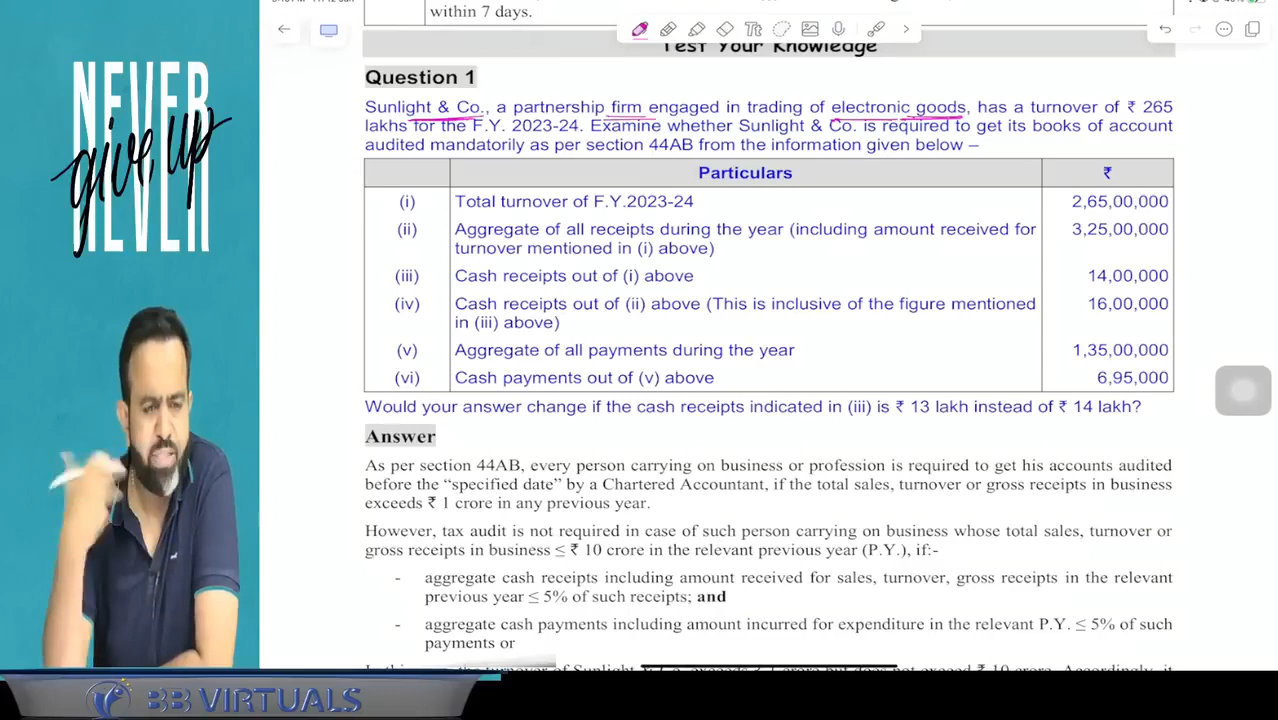 within 7 days.
Test Your Knowledge
NEVER
give up
NEVER
Question 1
Sunlight & Co., a partnership firm engaged in trading of electronic goods, has a turnover of ₹ 265
lakhs for the F.Y. 2023-24. Examine whether Sunlight & Co. is required to get its books of account
audited mandatorily as per section 44AB from the information given below –
Particulars ₹
(i) Total turnover of F.Y.2023-24 2,65,00,000
(ii) Aggregate of all receipts during the year (including amount received for 3,25,00,000
turnover mentioned in (i) above)
(iii) Cash receipts out of (i) above 14,00,000
(iv) Cash receipts out of (ii) above (This is inclusive of the figure mentioned 16,00,000
in (iii) above)
(v) Aggregate of all payments during the year 1,35,00,000
(vi) Cash payments out of (v) above 6,95,000
Would your answer change if the cash receipts indicated in (iii) is ₹ 13 lakh instead of ₹ 14 lakh?
Answer
As per section 44AB, every person carrying on business or profession is required to get his accounts audited
before the “specified date” by a Chartered Accountant, if the total sales, turnover or gross receipts in business
exceeds ₹ 1 crore in any previous year.
However, tax audit is not required in case of such person carrying on business whose total sales, turnover or
gross receipts in business ≤ ₹ 10 crore in the relevant previous year (P.Y.), if:-
- aggregate cash receipts including amount received for sales, turnover, gross receipts in the relevant
previous year ≤ 5% of such receipts; and
- aggregate cash payments including amount incurred for expenditure in the relevant P.Y. ≤ 5% of such
payments or
BB VIRTUALS